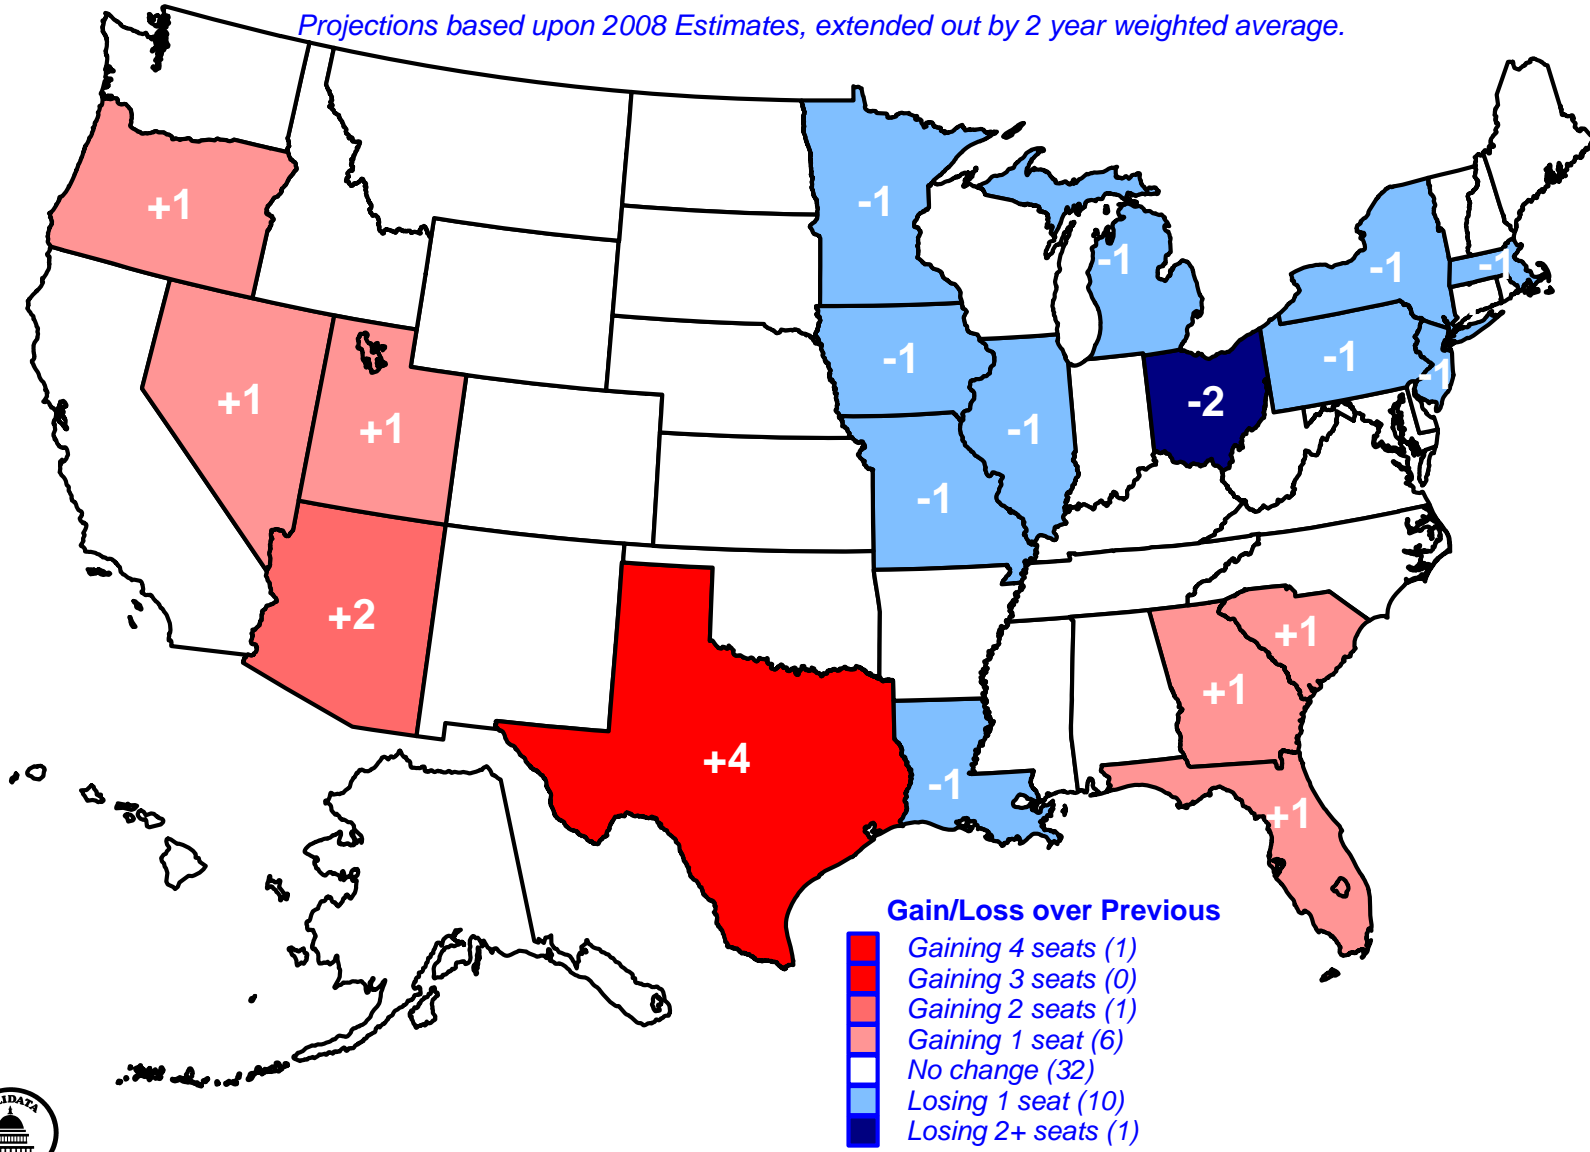 Projections based upon 2008 Estimates, extended out by 2 year weighted average.
+1
-1
-1
-1
-1
-1
-1
-1
-1
+1
+1
-2
-1
-1
+2
+1
+1
+4
-1
+1
Gain/Loss over Previous
Gaining 4 seats (1)
Gaining 3 seats (0)
Gaining 2 seats (1)
Gaining 1 seat (6)
No change (32)
Losing 1 seat (10)
Losing 2+ seats (1)
LIDATA